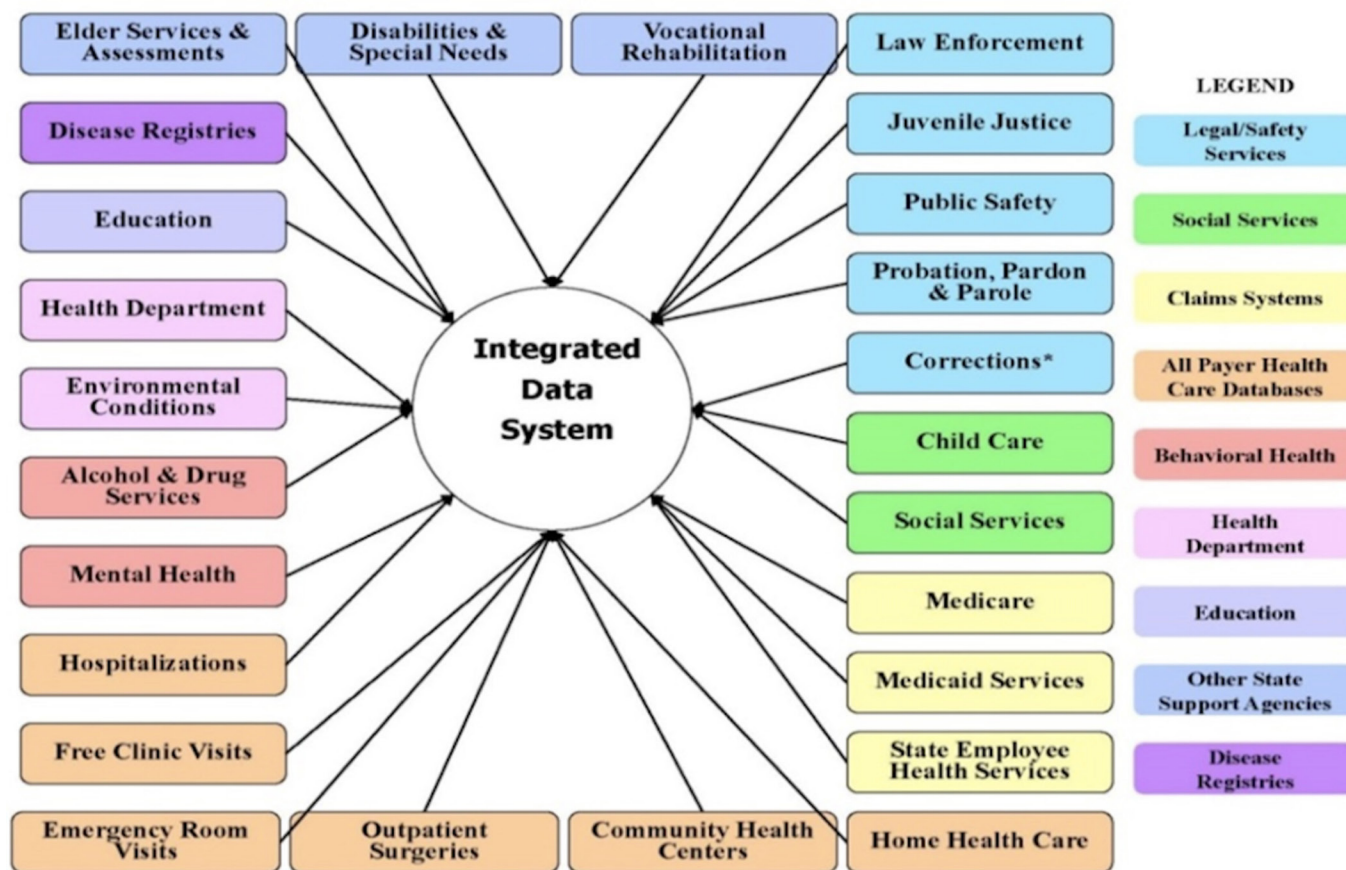 Elder Services &
Assessments
Disabilities &
Special Needs
Vocational
Rehabilitation
Law Enforcement
Disease Registries
Education
Health Department
Environmental
Conditions
Alcohol & Drug
Services
Mental Health
Hospitalizations
Free Clinic Visits
Emergency Room
Visits
Outpatient
Surgeries
Community Health
Centers
Home Health Care
Integrated
Data
System
Juvenile Justice
Public Safety
Probation, Pardon
& Parole
Corrections*
Child Care
Social Services
Medicare
Medicaid Services
State Employee
Health Services
LEGEND
Legal/Safety
Services
Social Services
Claims Systems
All Payer Health
Care Databases
Behavioral Health
Health
Department
Education
Other State
Support Agencies
Disease
Registries